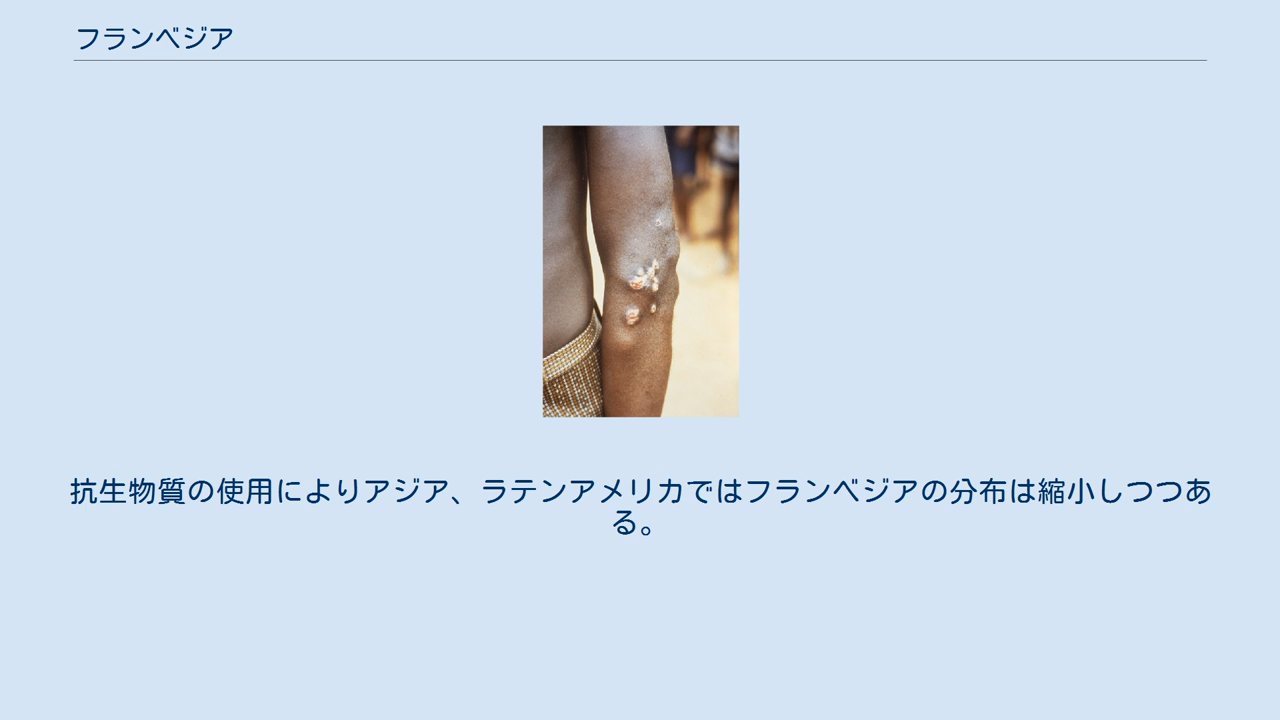 フランベジア
抗生物質の使用によりアジア、ラテンアメリカではフランベジアの分布は縮小しつつあ
る。